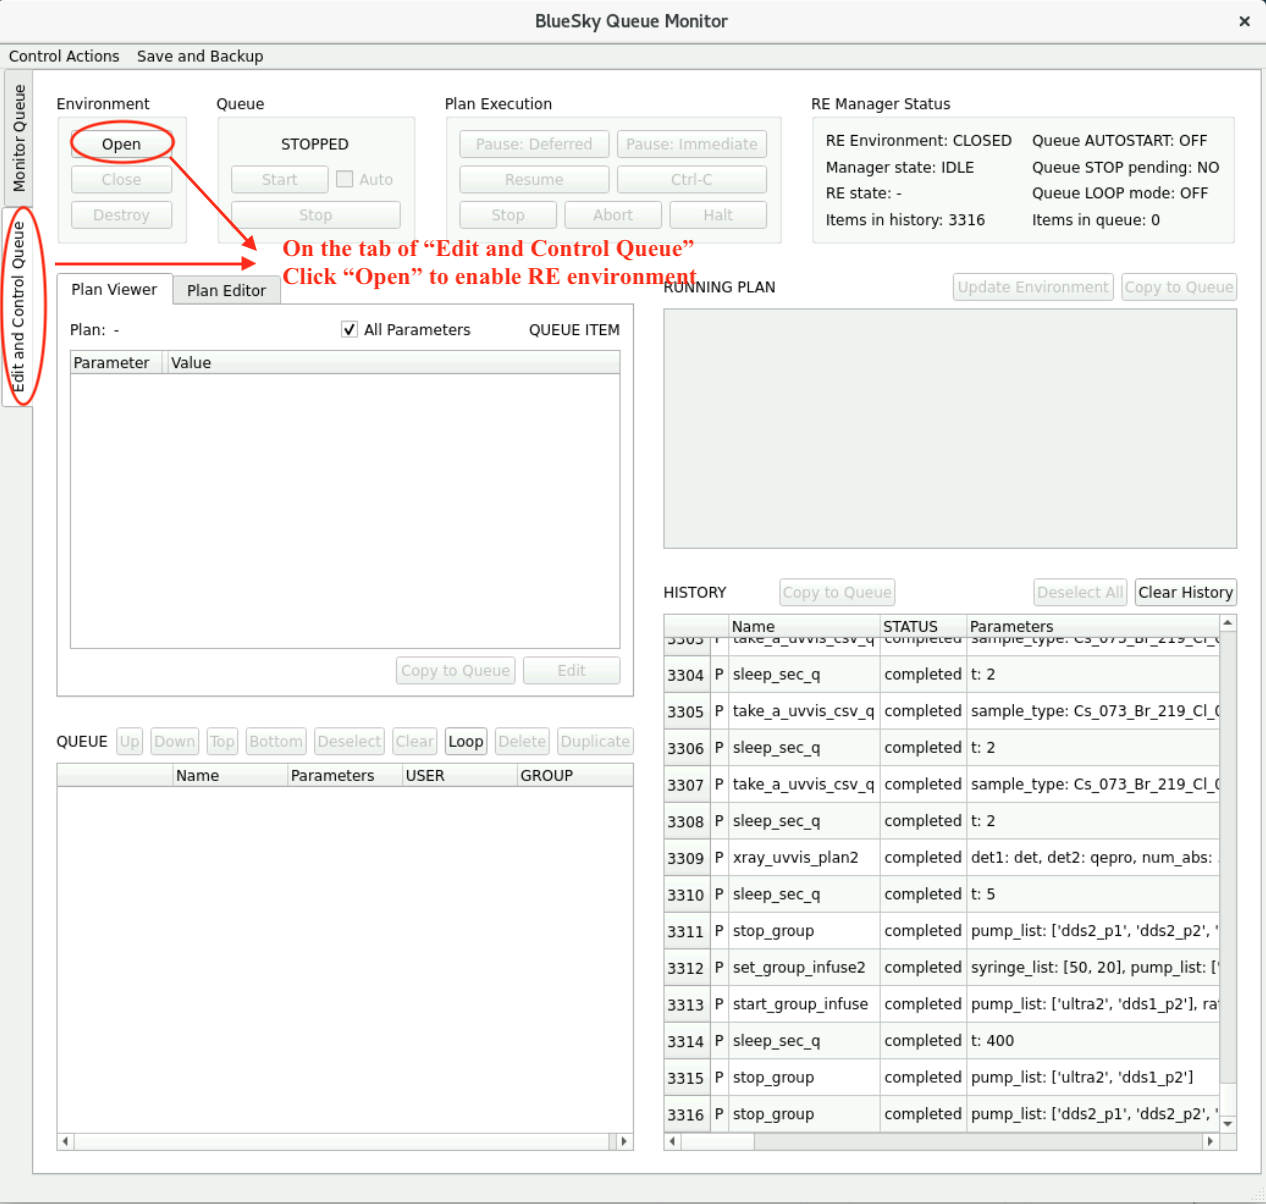 BlueSky Queue Monitor
Control Actions Save and Backup
Monitor Queue
Edit and Control Queue
Environment
Open
Close
Destroy
Queue
STOPPED
Start Auto
Stop
Plan Execution
Pause: Deferred Pause: Immediate
Resume Ctrl-C
Stop Abort Halt
RE Manager Status
RE Environment: CLOSED Queue AUTOSTART: OFF
Manager state: IDLE Queue STOP pending: NO
RE state: - Queue LOOP mode: OFF
Items in history: 3316 Items in queue: 0
On the tab of “Edit and Control Queue”
Click “Open” to enable RE environment
Plan Viewer Plan Editor
Plan: - All Parameters QUEUE ITEM
Parameter Value
Copy to Queue Edit
QUEUE Up Down Top Bottom Deselect Clear Loop Delete Duplicate
Name Parameters USER GROUP
RUNNING PLAN Update Environment Copy to Queue
HISTORY Copy to Queue Deselect All Clear History
Name STATUS Parameters
3303 P take_a_uvvis_csv_q completed sample_type: Cs_073_Br_219_Cl_0
3304 P sleep_sec_q completed t: 2
3305 P take_a_uvvis_csv_q completed sample_type: Cs_073_Br_219_Cl_0
3306 P sleep_sec_q completed t: 2
3307 P take_a_uvvis_csv_q completed sample_type: Cs_073_Br_219_Cl_0
3308 P sleep_sec_q completed t: 2
3309 P xray_uvvis_plan2 completed det1: det, det2: qepro, num_abs: .
3310 P sleep_sec_q completed t: 5
3311 P stop_group completed pump_list: ['dds2_p1', 'dds2_p2', '
3312 P set_group_infuse2 completed syringe_list: [50, 20], pump_list: ['
3313 P start_group_infuse completed pump_list: ['ultra2', 'dds1_p2'], ra
3314 P sleep_sec_q completed t: 400
3315 P stop_group completed pump_list: ['ultra2', 'dds1_p2']
3316 P stop_group completed pump_list: ['dds2_p1', 'dds2_p2', '